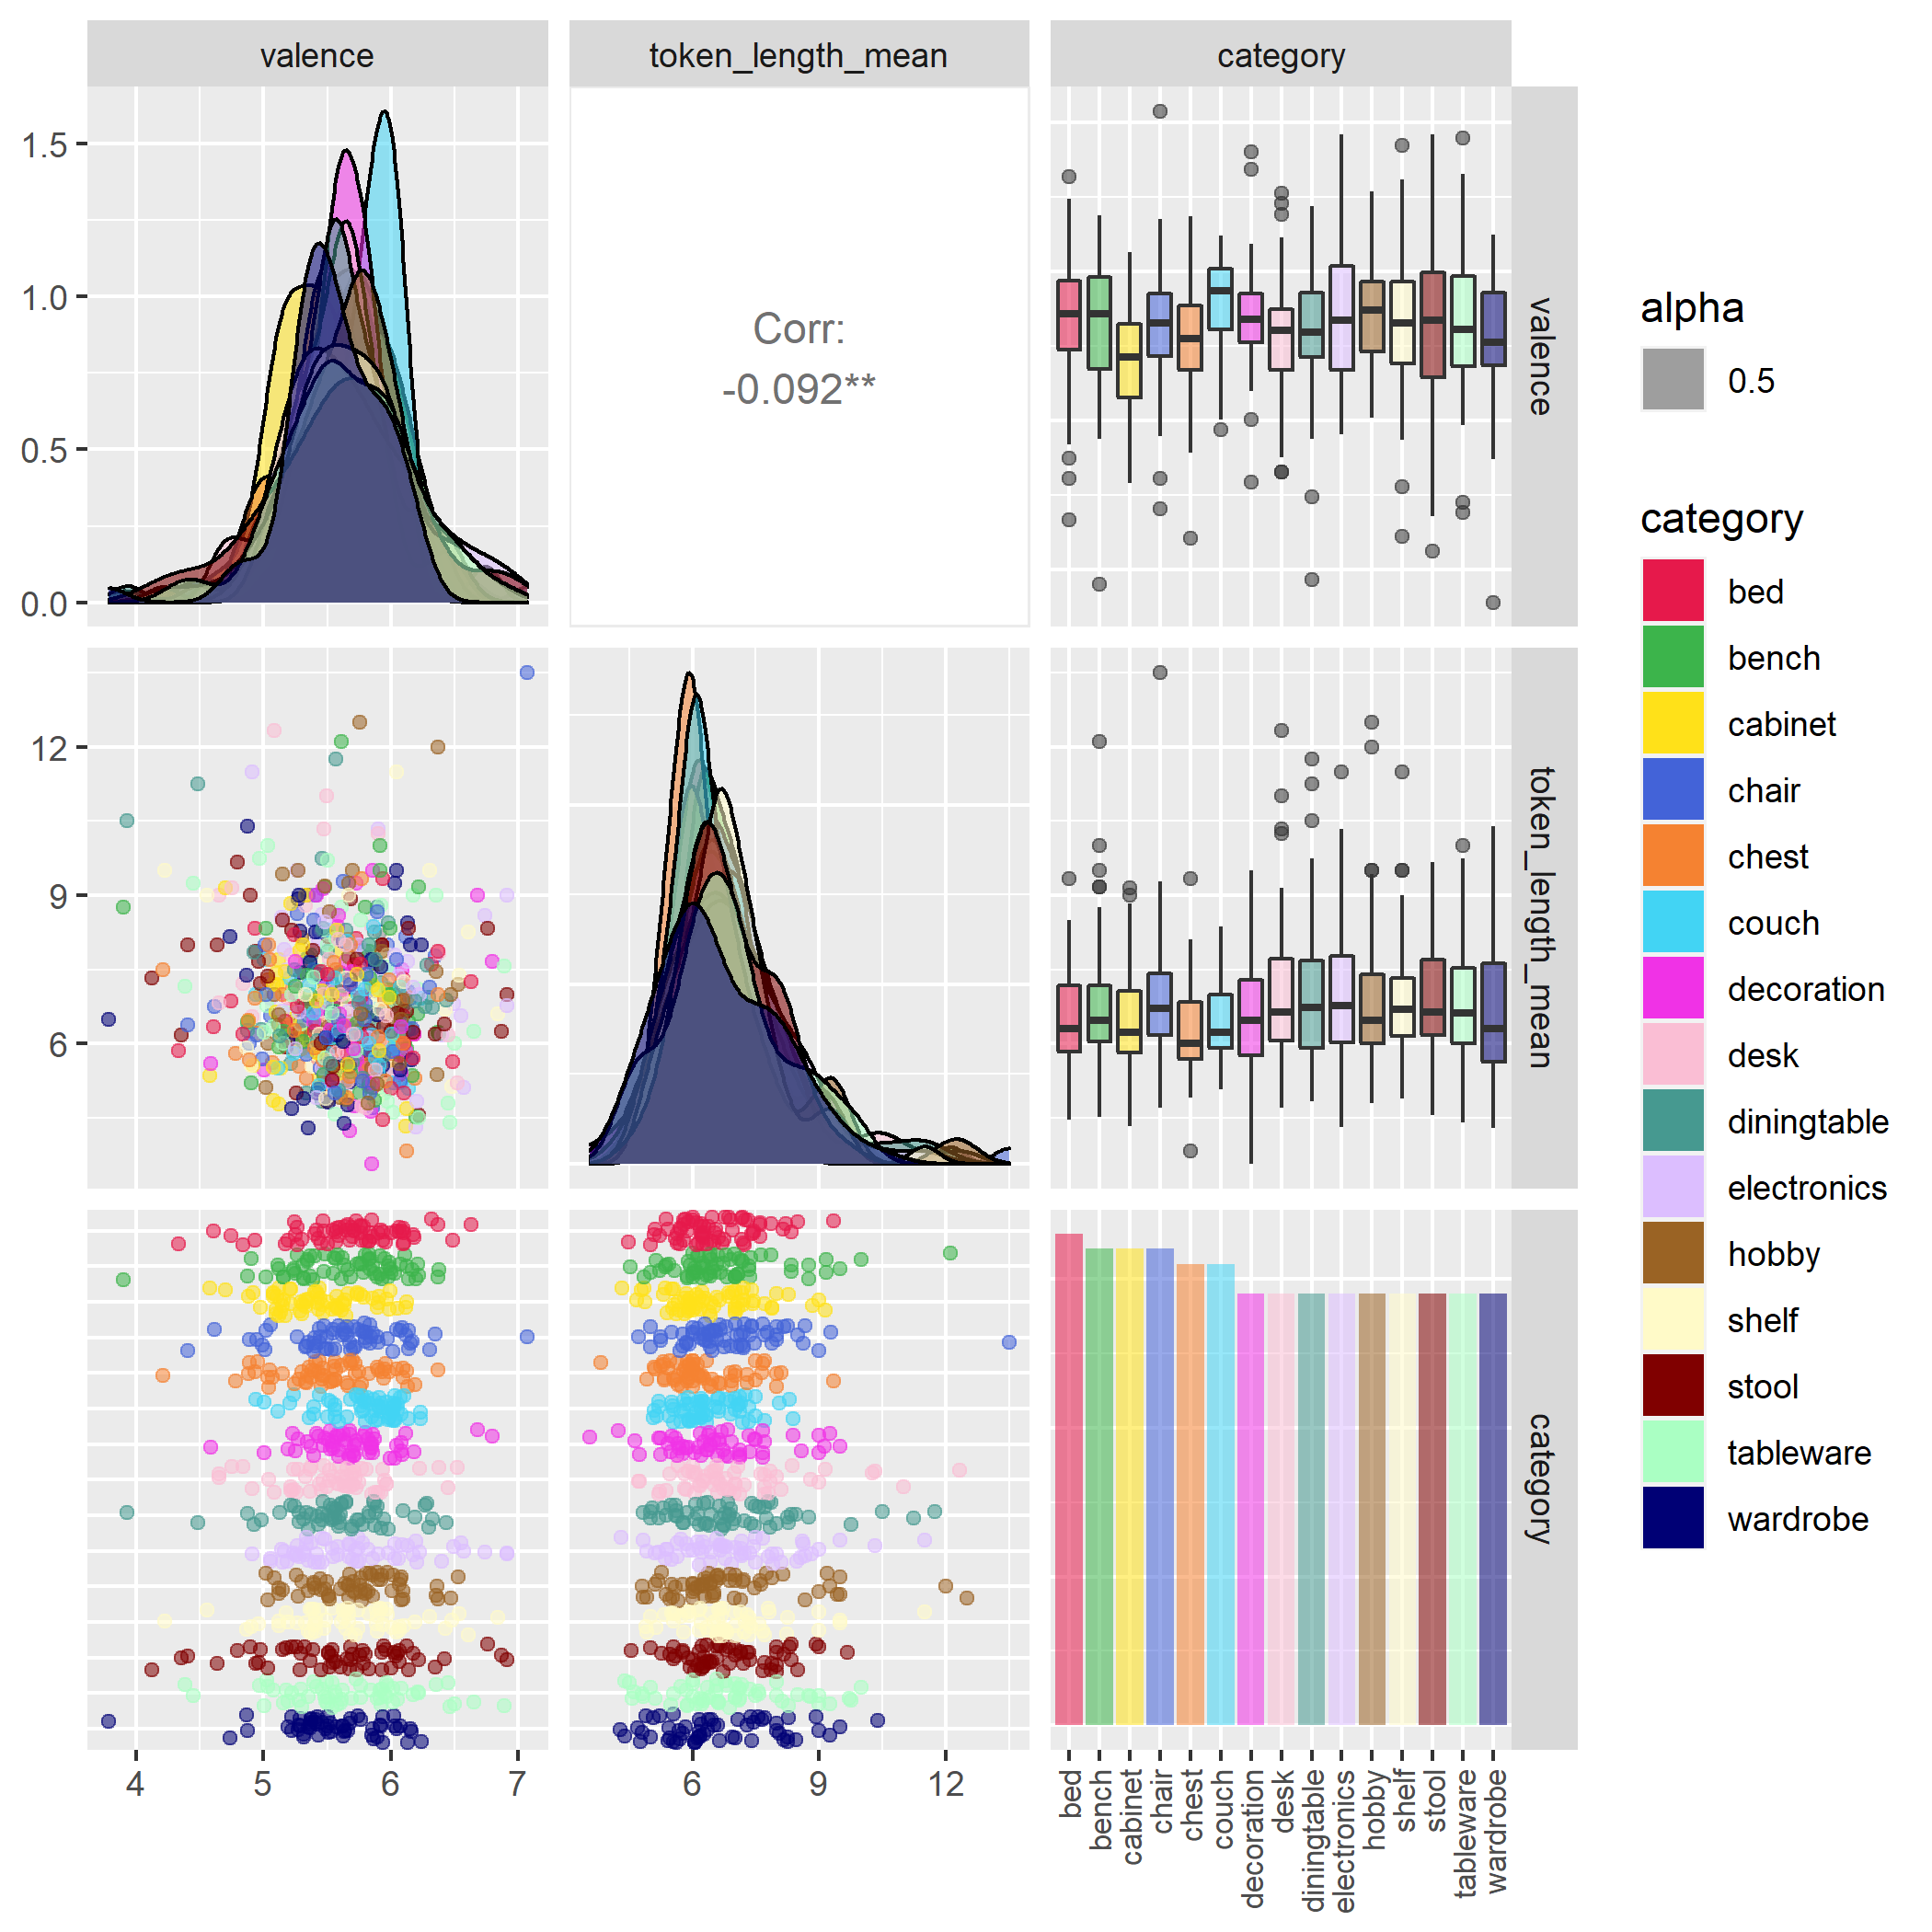 valence
token_length_mean
category
1.5
1.0
0.5
0.0
Corr:
-0.092**
valence
12
9
6
token_length_mean
category
4
5
6
7
6
9
12
bed
bench
cabinet
chair
chest
couch
decoration
desk
diningtable
electronics
hobby
shelf
stool
tableware
wardrobe
alpha
0.5
category
bed
bench
cabinet
chair
chest
couch
decoration
desk
diningtable
electronics
hobby
shelf
stool
tableware
wardrobe